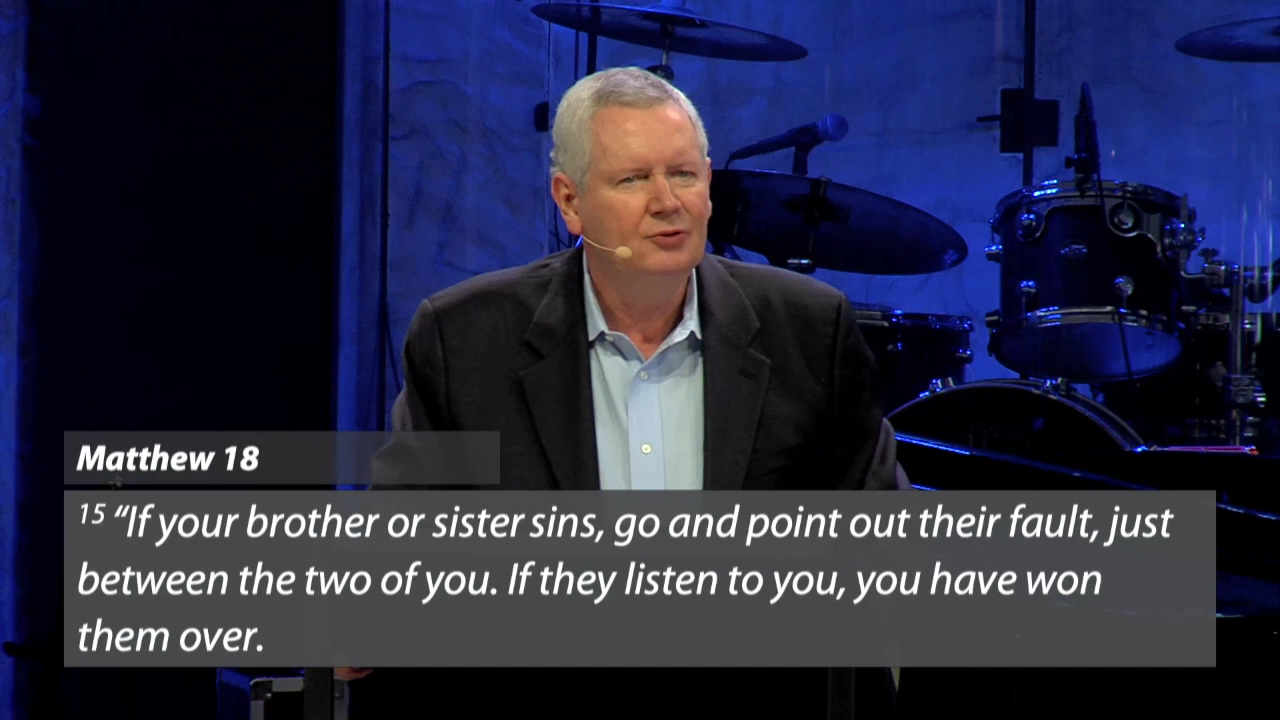 Matthew 18
15 “If your brother or sister sins, go and point out their fault, just
between the two of you. If they listen to you, you have won
them over.